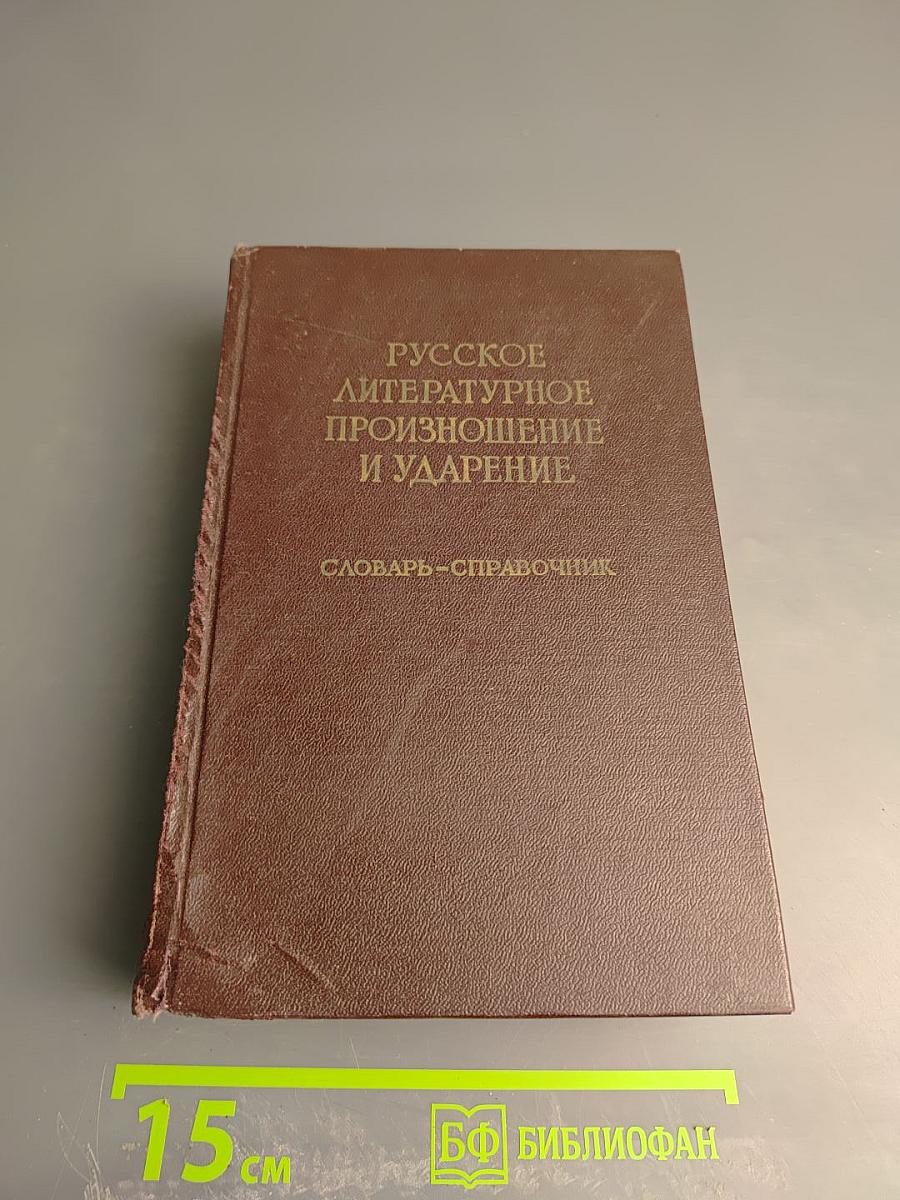 РУССКОЕ
ЛИТЕРАТУРНОЕ
ПРОИЗНОШЕНИЕ
И УДАРЕНИЕ
СЛОВАРЬ-СПРАВОЧНИК
15 см
БФ БИБЛИОФАН